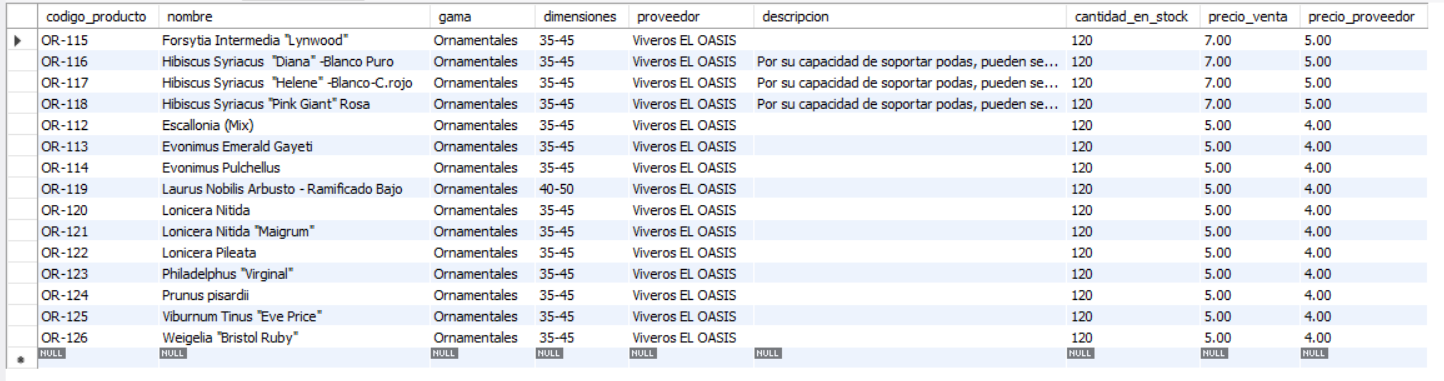 codigo_producto nombre gama dimensiones proveedor descripcion cantidad_en_stock precio_venta precio_proveedor
OR-115 Forsytia Intermedia "Lynwood" Ornamentales 35-45 Viveros EL OASIS 120 7.00 5.00
OR-116 Hibiscus Syriacus "Diana" -Blanco Puro Ornamentales 35-45 Viveros EL OASIS Por su capacidad de soportar podas, pueden se... 120 7.00 5.00
OR-117 Hibiscus Syriacus "Helene" -Blanco-C.rojo Ornamentales 35-45 Viveros EL OASIS Por su capacidad de soportar podas, pueden se... 120 7.00 5.00
OR-118 Hibiscus Syriacus "Pink Giant" Rosa Ornamentales 35-45 Viveros EL OASIS Por su capacidad de soportar podas, pueden se... 120 7.00 5.00
OR-112 Escallonia (Mix) Ornamentales 35-45 Viveros EL OASIS 120 5.00 4.00
OR-113 Evonimus Emerald Gayeti Ornamentales 35-45 Viveros EL OASIS 120 5.00 4.00
OR-114 Evonimus Pulchellus Ornamentales 35-45 Viveros EL OASIS 120 5.00 4.00
OR-119 Laurus Nobilis Arbusto - Ramificado Bajo Ornamentales 40-50 Viveros EL OASIS 120 5.00 4.00
OR-120 Lonicera Nitida Ornamentales 35-45 Viveros EL OASIS 120 5.00 4.00
OR-121 Lonicera Nitida "Maigrum" Ornamentales 35-45 Viveros EL OASIS 120 5.00 4.00
OR-122 Lonicera Pileata Ornamentales 35-45 Viveros EL OASIS 120 5.00 4.00
OR-123 Philadelphus "Virginal" Ornamentales 35-45 Viveros EL OASIS 120 5.00 4.00
OR-124 Prunus pisardii Ornamentales 35-45 Viveros EL OASIS 120 5.00 4.00
OR-125 Viburnum Tinus "Eve Price" Ornamentales 35-45 Viveros EL OASIS 120 5.00 4.00
OR-126 Weigelia "Bristol Ruby" Ornamentales 35-45 Viveros EL OASIS 120 5.00 4.00
NULL NULL NULL NULL NULL NULL NULL NULL NULL